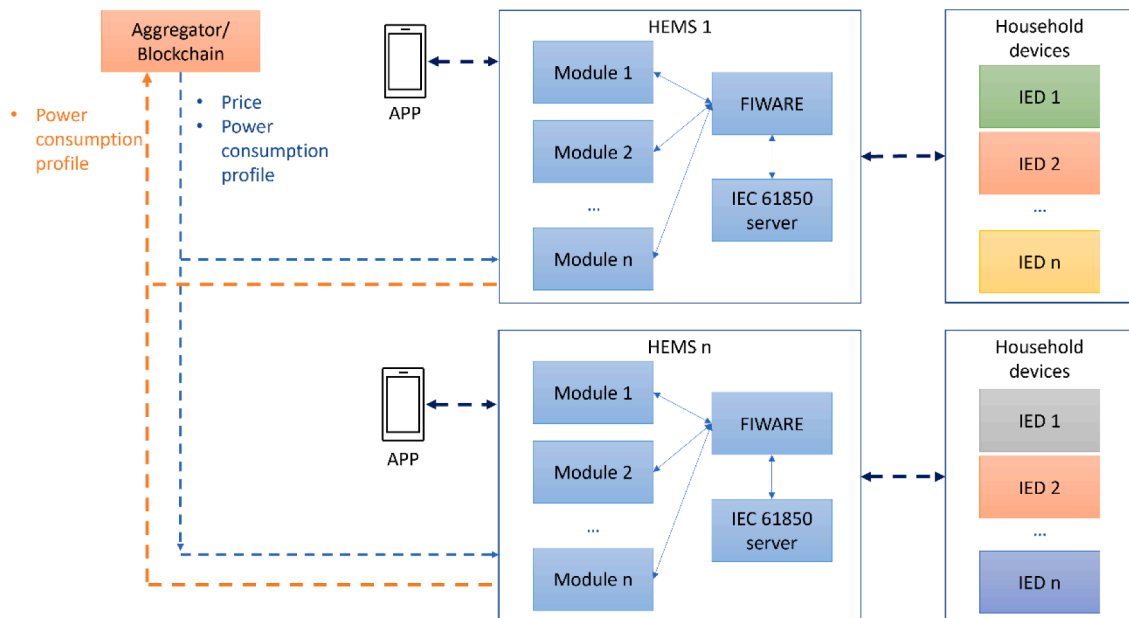 Aggregator/
Blockchain
• Power
consumption
profile
• Price
• Power
consumption
profile
APP
HEMS 1
Module 1
Module 2
...
Module n
FIWARE
IEC 61850
server
Household
devices
IED 1
IED 2
...
IED n
APP
HEMS n
Module 1
Module 2
...
Module n
FIWARE
IEC 61850
server
Household
devices
IED 1
IED 2
...
IED n